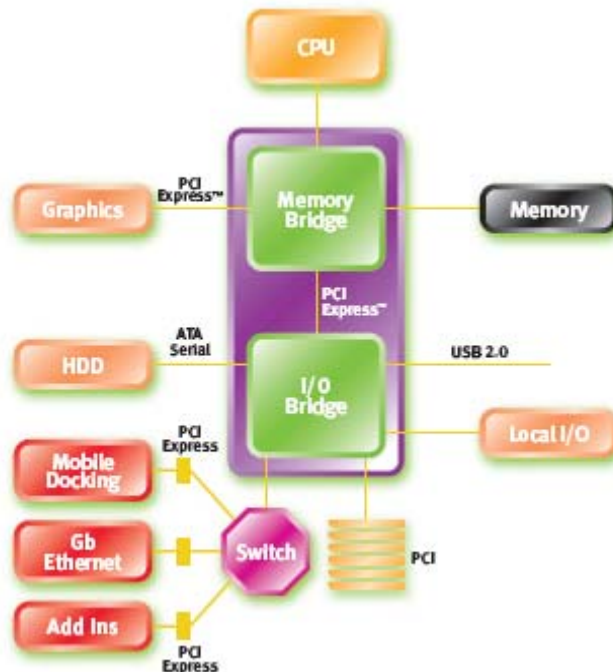 CPU
PCI
Express™
Graphics
Memory
Bridge
Memory
PCI
Express™
ATA
Serial
HDD
I/O
Bridge
USB 2.0
Local I/O
PCI
Express
Mobile
Docking
Gb
Ethernet
Switch
PCI
Add Ins
PCI
Express